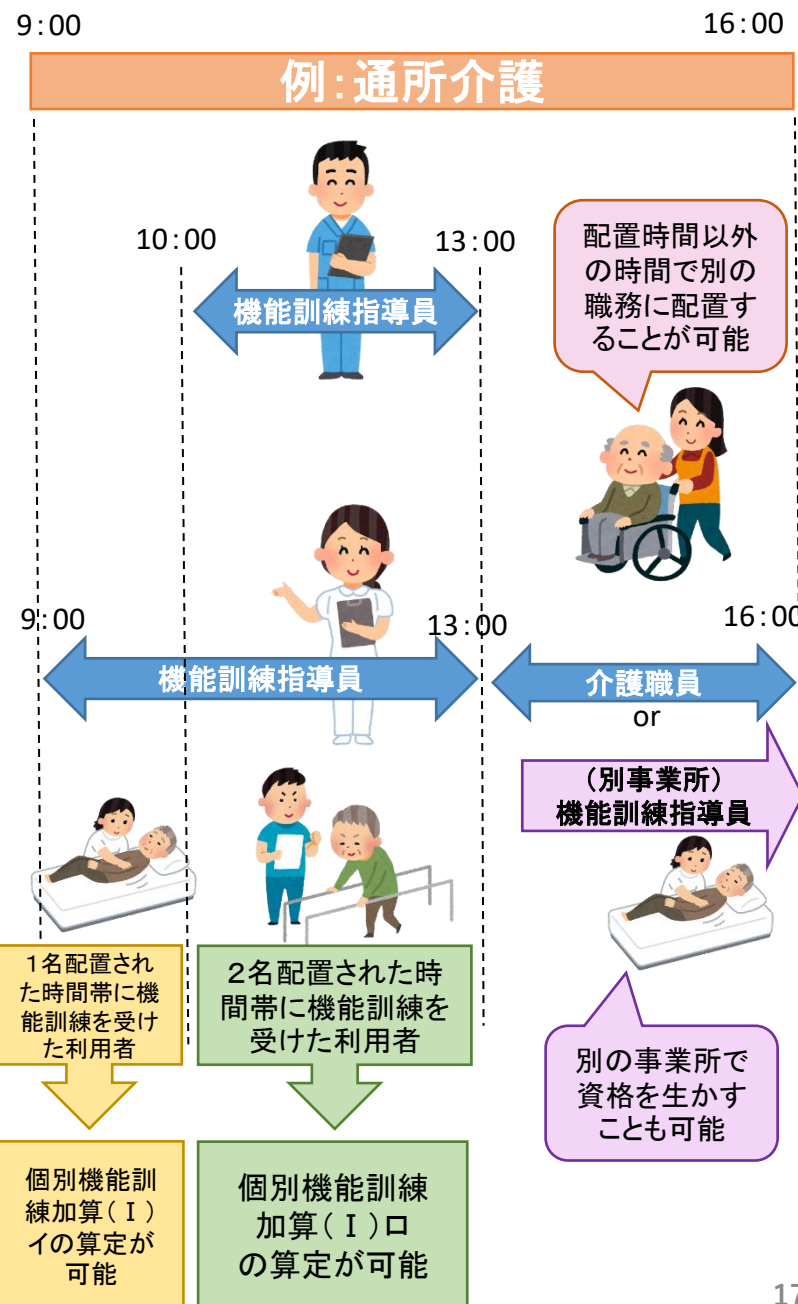 9:00
16:00
例:通所介護
10:00
13:00
機能訓練指導員
配置時間以外
の時間で別の
職務に配置す
ることが可能
9:00
13:00
16:00
機能訓練指導員
介護職員
or
(別事業所)
機能訓練指導員
1名配置され
た時間帯に機
能訓練を受け
た利用者
2名配置された時
間帯に機能訓練を
受けた利用者
別の事業所で
資格を生かす
ことも可能
個別機能訓
練加算(Ⅰ)
イの算定が
可能
個別機能訓練
加算(Ⅰ)ロ
の算定が可能
17